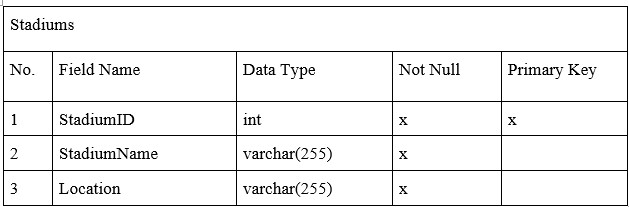 Stadiums
No. Field Name Data Type Not Null Primary Key
1 StadiumID int x x
2 StadiumName varchar(255) x
3 Location varchar(255) x